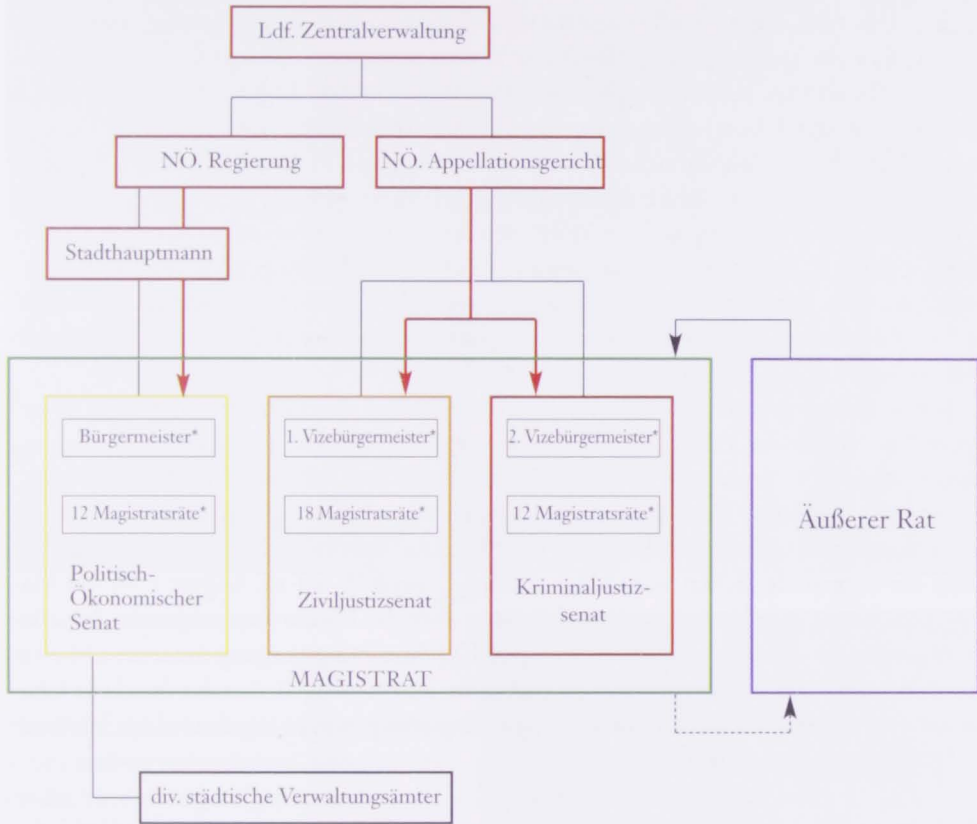 Ldf. Zentralverwaltung
NÖ. Regierung
NÖ. Appellationsgericht
Stadthauptmann
Bürgermeister*
12 Magistratsräte*
Politisch-
Ökonomischer
Senat
1. Vizebürgermeister*
18 Magistratsräte*
Ziviljustizsenat
2. Vizebürgermeister*
12 Magistratsräte*
Kriminaljustiz-
senat
MAGISTRAT
Äußerer Rat
div. städtische Verwaltungsämter